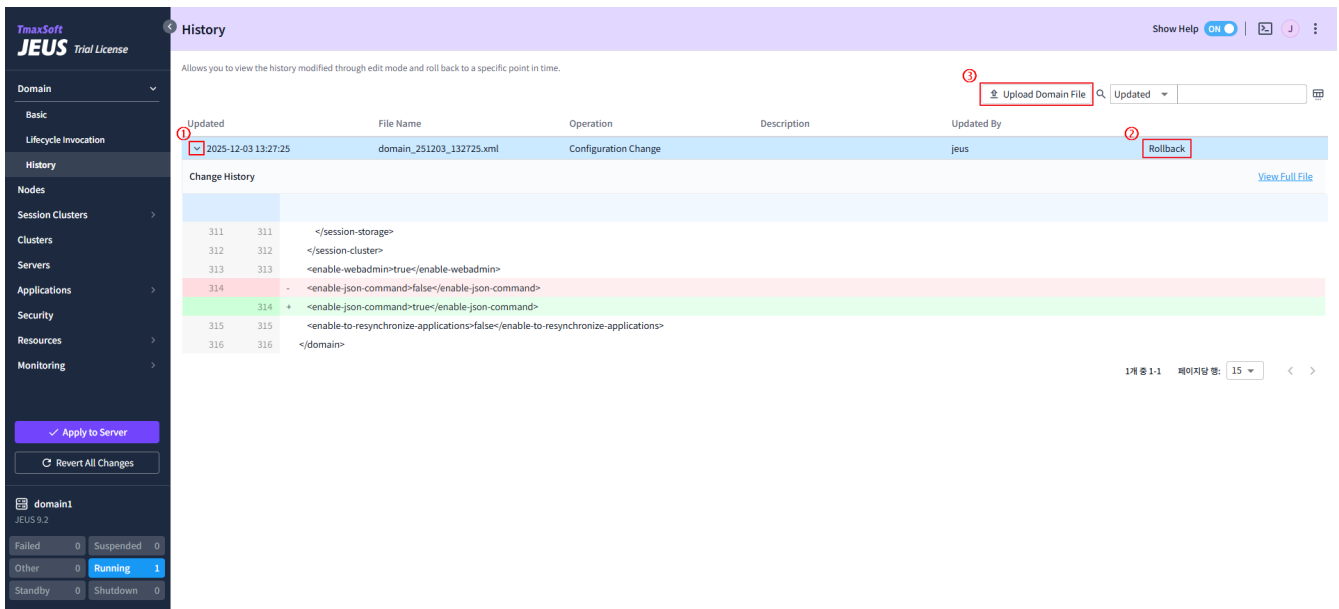 TmaxSoft
JEUS Trial License
History
Show Help ON J
Allows you to view the history modified through edit mode and roll back to a specific point in time.
③
Upload Domain File Updated
Domain
Basic
Lifecycle Invocation
History
Nodes
Session Clusters
Clusters
Servers
Applications
Security
Resources
Monitoring
Apply to Server
Revert All Changes
domain1
JEUS 9.2
Failed 0 Suspended 0
Other 0 Running 1
Standby 0 Shutdown 0
Updated File Name Operation Description Updated By
① ②
2025-12-03 13:27:25 domain_251203_132725.xml Configuration Change jeus Rollback
Change History View Full File
311 311 </session-storage>
312 312 </session-cluster>
313 313 <enable-webadmin>true</enable-webadmin>
314 - <enable-json-command>false</enable-json-command>
314 + <enable-json-command>true</enable-json-command>
315 315 <enable-to-resynchronize-applications>false</enable-to-resynchronize-applications>
316 316 </domain>
1개 중 1-1 페이지당 행: 15